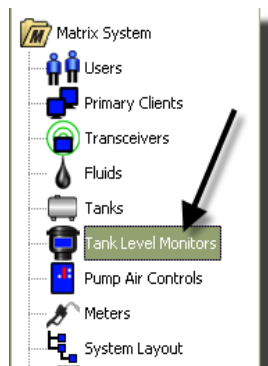 Matrix System
Users
Primary Clients
Transceivers
Fluids
Tanks
Tank Level Monitors
Pump Air Controls
Meters
System Layout